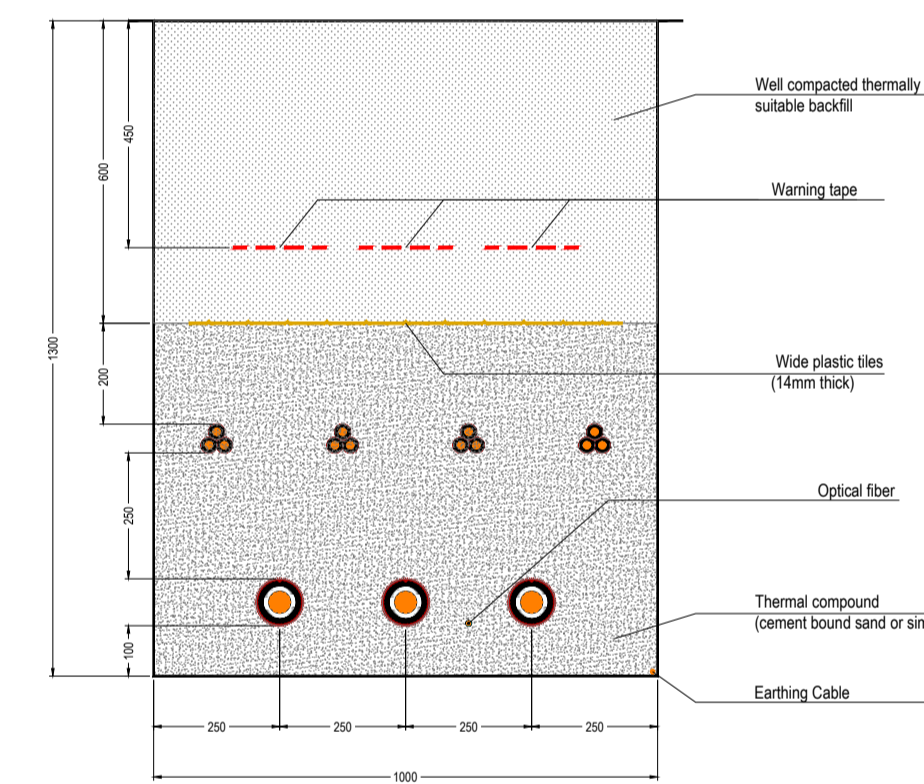 Well compacted thermally
suitable backfill
450
600
Warning tape
1300
200
Wide plastic tiles
(14mm thick)
250
Optical fiber
100
Thermal compound
(cement bound sand or
Earthing Cable
250
250
250
250
1000